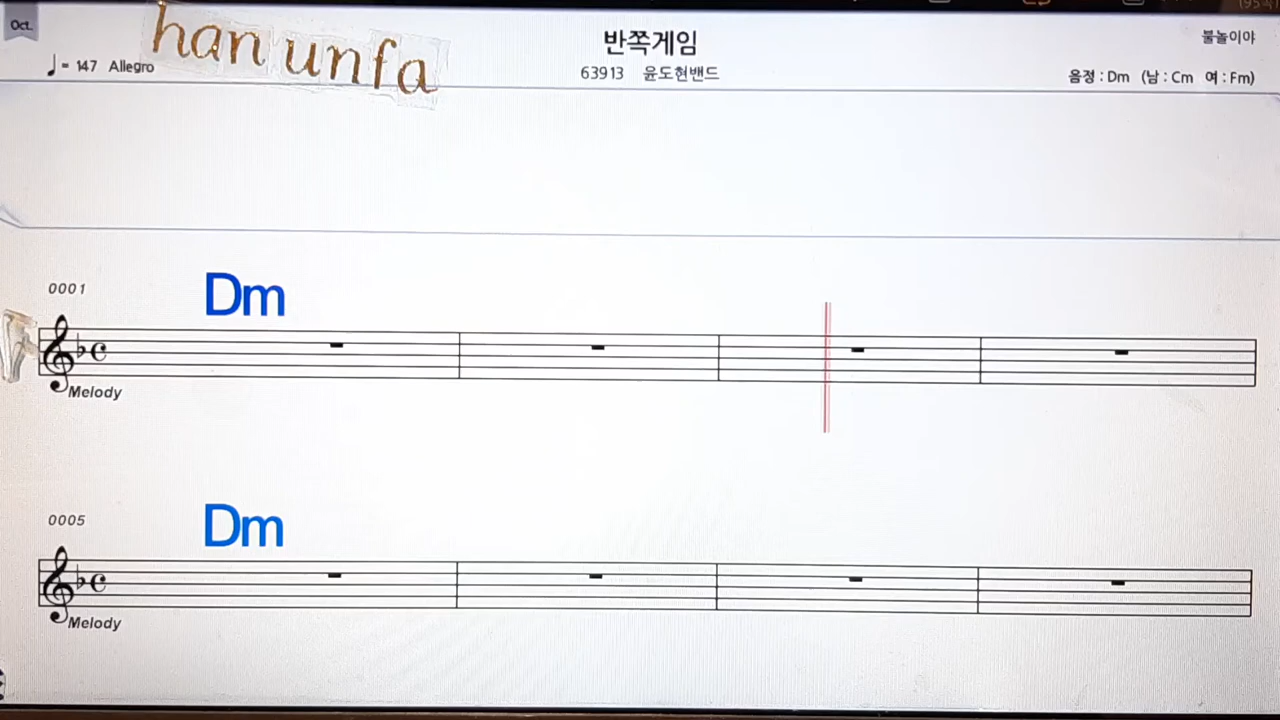 Oct.
han unfa
반쪽게임
불놀이야
♩= 147 Allegro
63913 윤도현밴드
음정 : Dm (남 : Cm 여 : Fm)
0001
Dm
Melody
0005
Dm
Melody